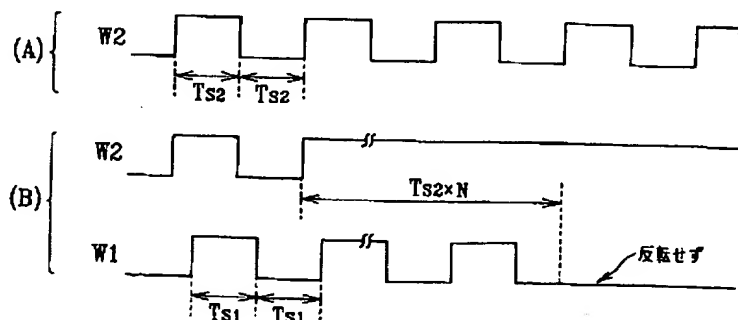 (A)
W2
Ts2 Ts2
(B)
W2
Ts2×N
W1
反転せず
Ts1 Ts1